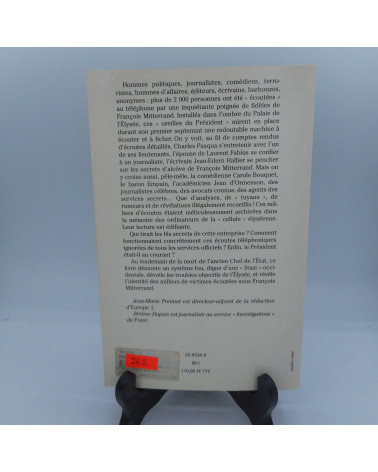 Hommes politiques, journalistes, comédiens, terro-
ristes, hommes d'affaires, éditeurs, écrivains, barbouzes,
anonymes : plus de 2 000 personnes ont été « écoutées »
au téléphone par une inquiétante poignée de fidèles de
François Mitterrand. Installés dans l'ombre du Palais de
l'Élysée, ces « oreilles du Président » mirent en place
durant son premier septennat une redoutable machine à
écouter et à ficher. On y voit, au fil de comptes rendus
d'écoutes détaillés, Charles Pasqua s'entretenir avec l'un
de ses lieutenants, l'épouse de Laurent Fabius se confier
à un journaliste, l'écrivain Jean-Edern Hallier se pencher
sur les secrets d'alcôve de François Mitterrand. Mais on
y croise aussi, pêle-mêle, la comédienne Carole Bouquet,
le baron Empain, l'académicien Jean d'Ormesson, des
journalistes célèbres, des avocats connus, des agents des
services secrets... Que d'analyses, de « tuyaux », de
rumeurs et de révélations illégalement recueillis ! Ces mil-
liers d'écoutes étaient méticuleusement archivées dans la
mémoire des ordinateurs de la « cellule » élyséenne.
Leur lecture est édifiante.
Qui tirait les fils secrets de cette entreprise ? Comment
fonctionnaient concrètement ces écoutes téléphoniques
ignorées de tous les services officiels ? Enfin, le Président
était-il au courant ?
Au lendemain de la mort de l'ancien Chef de l'État, ce
livre démonte un système fou, digne d'une « Stasi » occi-
dentale, dévoile les troubles objectifs de l'Élysée, et révèle
l'identité des milliers de victimes écoutées sous François
Mitterrand.
Jean-Marie Pontaut est directeur-adjoint de la rédaction
d'Europe 1.
Jérôme Dupuis est journaliste au service « Investigations »
du Point.
110,00 FF TTC